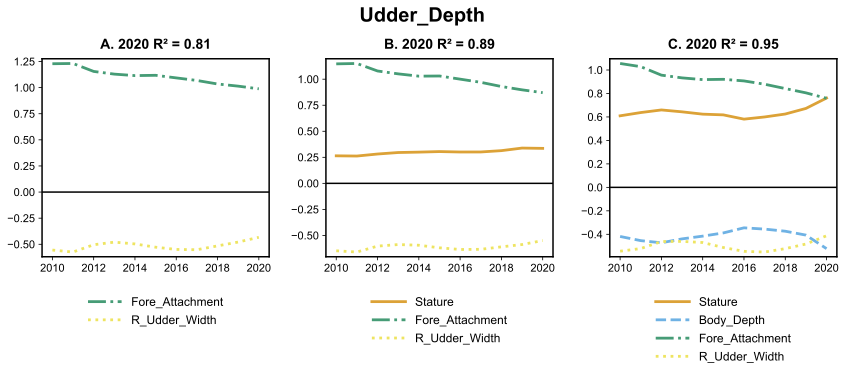 Udder_Depth
A. 2020 R² = 0.81
1.25
1.00
0.75
0.50
0.25
0.00
−0.25
−0.50
2010 2012 2014 2016 2018 2020
Fore_Attachment
R_Udder_Width
B. 2020 R² = 0.89
1.00
0.75
0.50
0.25
0.00
−0.25
−0.50
2010 2012 2014 2016 2018 2020
Stature
Fore_Attachment
R_Udder_Width
C. 2020 R² = 0.95
1.0
0.8
0.6
0.4
0.2
0.0
−0.2
−0.4
2010 2012 2014 2016 2018 2020
Stature
Body_Depth
Fore_Attachment
R_Udder_Width